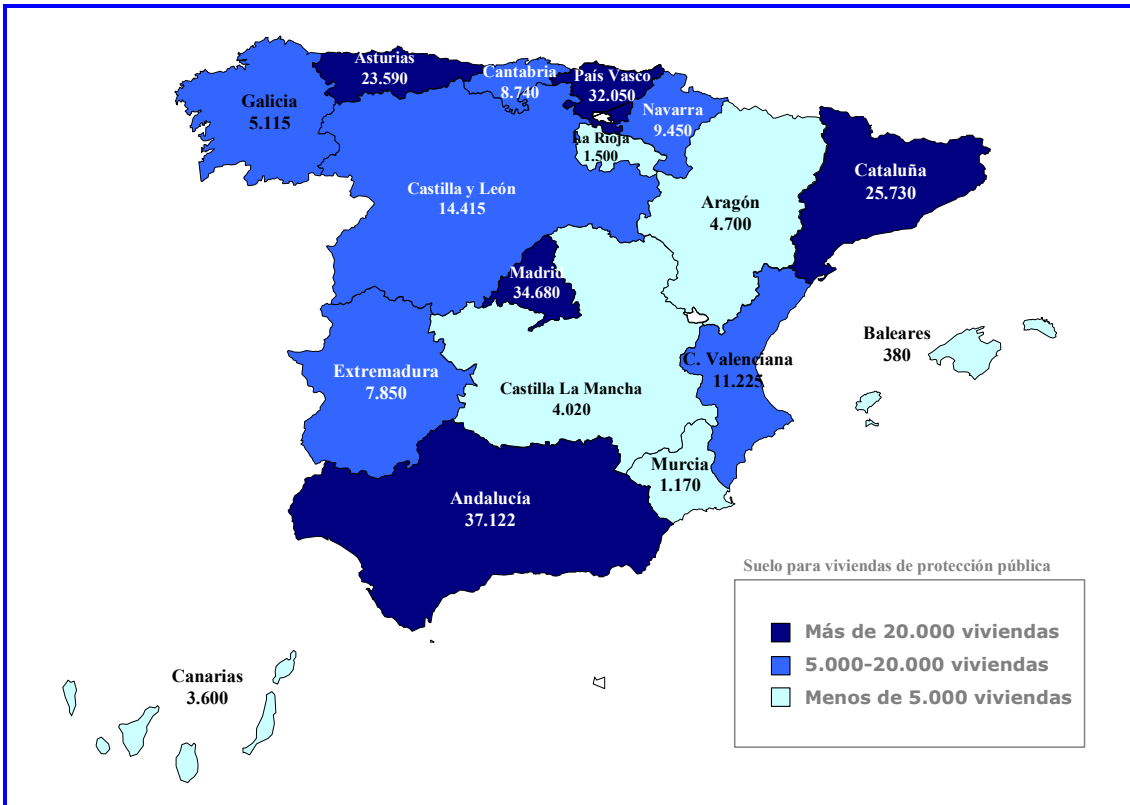 Asturias
23.590
Cantabria
8.740
País Vasco
32.050
Galicia
5.115
Navarra
9.450
La Rioja
1.500
Cataluña
25.730
Castilla y León
14.415
Aragón
4.700
Madrid
34.680
Baleares
380
C. Valenciana
11.225
Extremadura
7.850
Castilla La Mancha
4.020
Murcia
1.170
Andalucía
37.122
Canarias
3.600
Suelo para viviendas de protección pública
Más de 20.000 viviendas
5.000-20.000 viviendas
Menos de 5.000 viviendas